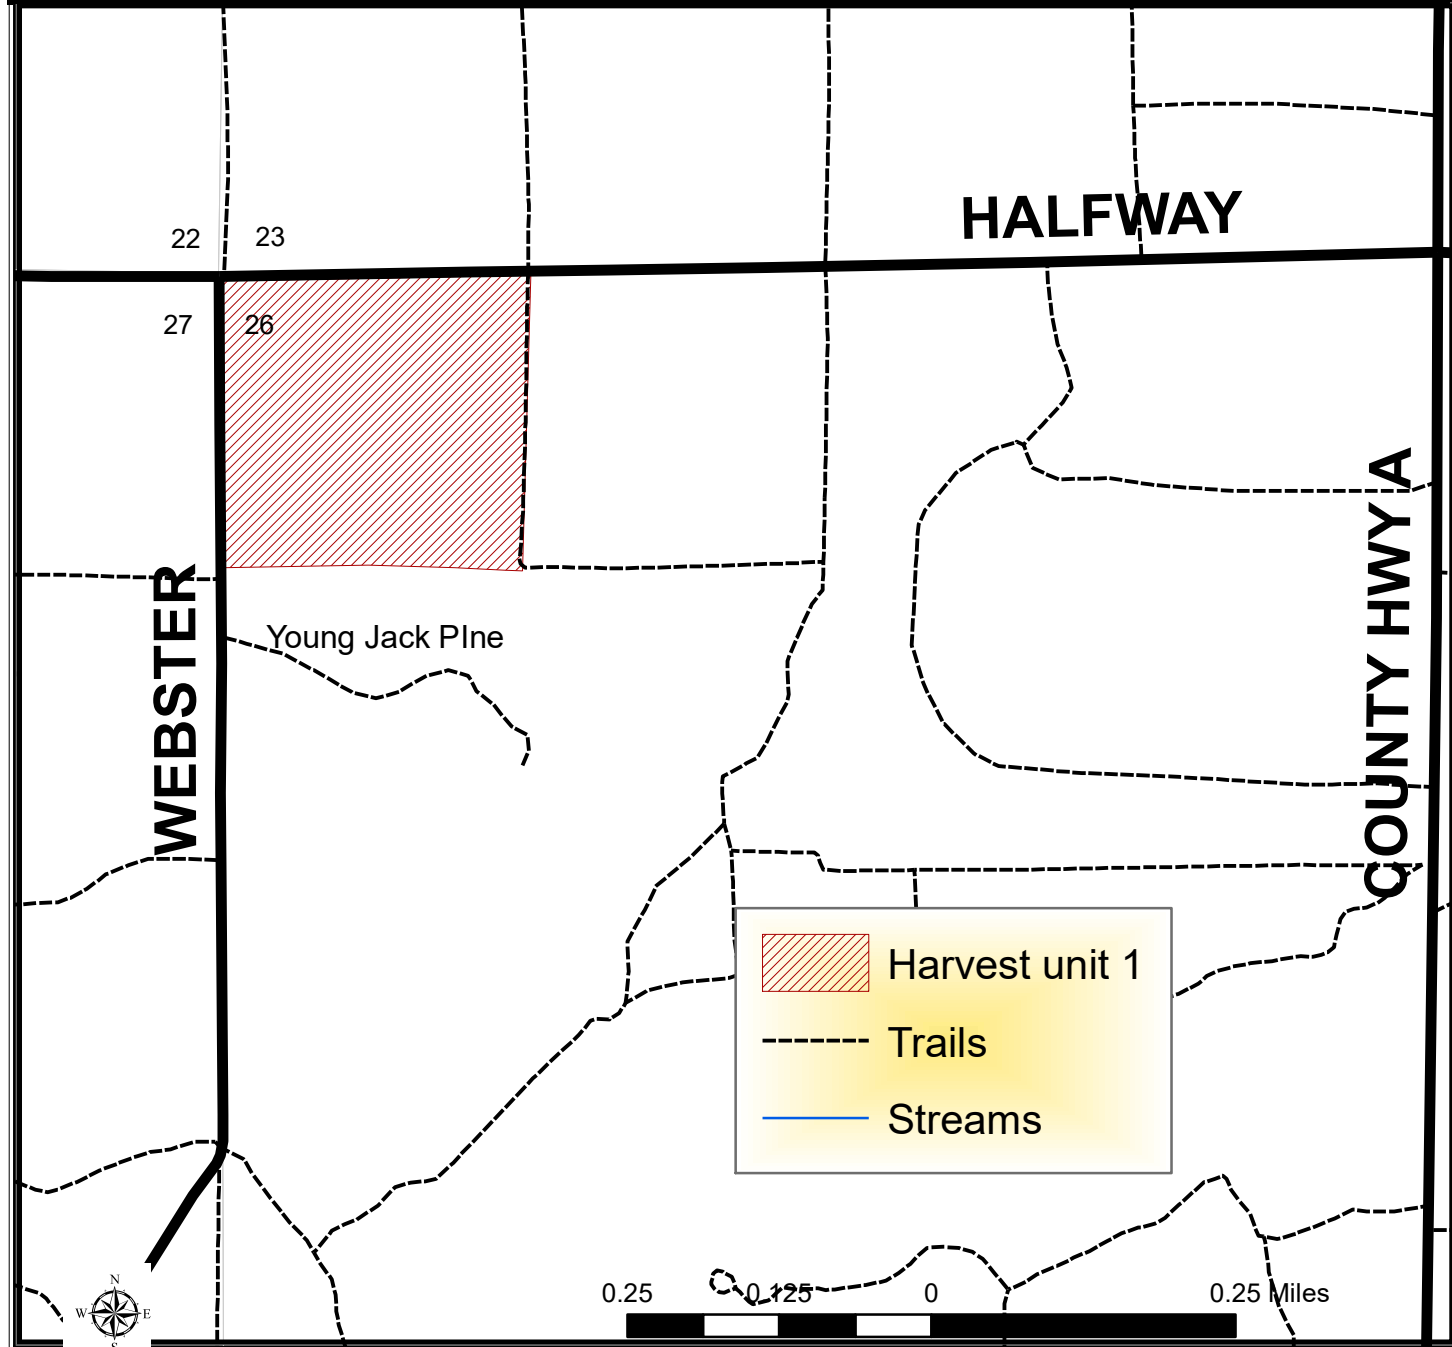 HALFWAY
22 23
27 26
WEBSTER
Young Jack PIne
COUNTY HWY A
Harvest unit 1
Trails
Streams
N
W E
S
0.25 0.125 0 0.25 Miles